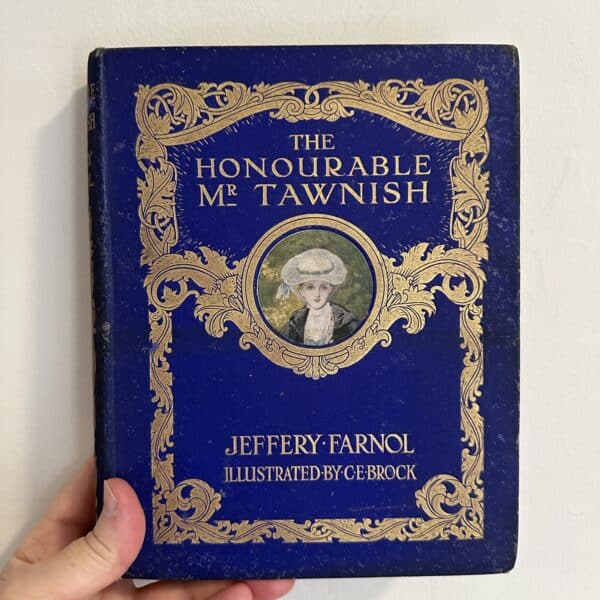 THE
HONOURABLE
MR TAWNISH
JEFFERY·FARNOL
ILLUSTRATED·BY·C·E·BROCK